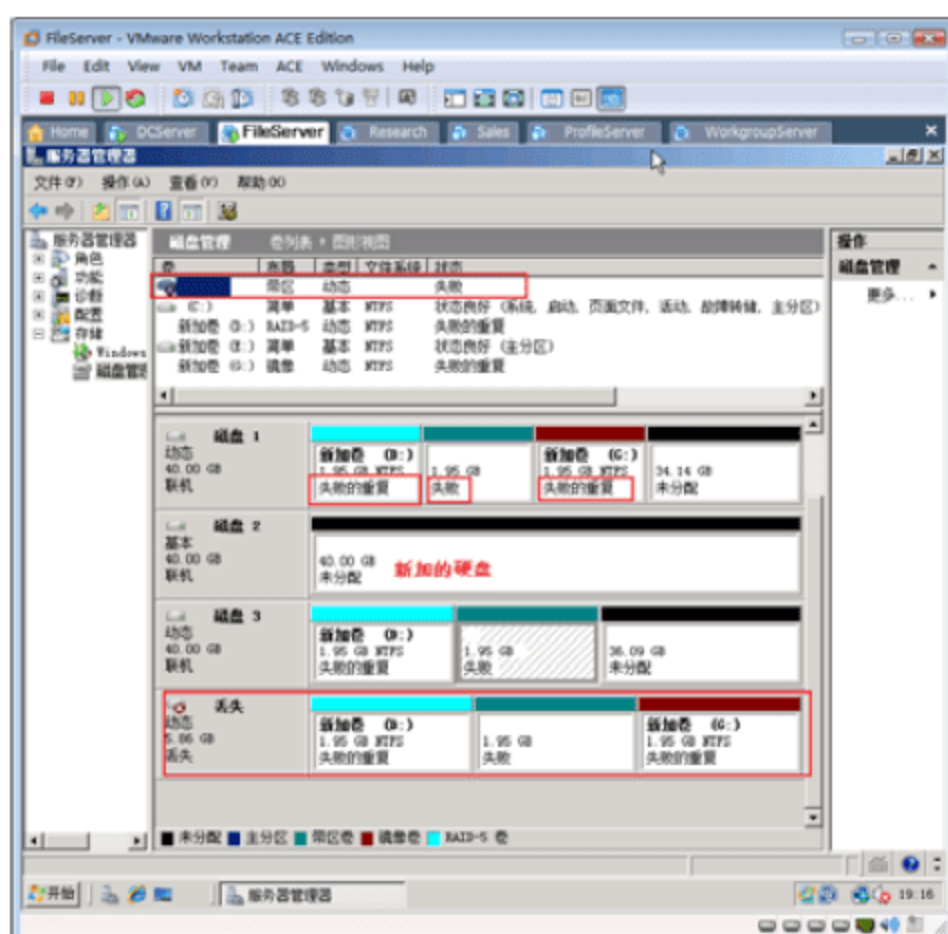 FileServer - VMware Workstation ACE Edition
File Edit View VM Team ACE Windows Help
Home DCServer FileServer Research Sales ProfileServer WorkgroupServer
服务器管理器
文件(F) 操作(A) 查看(V) 帮助(H)
服务器管理器
角色
功能
诊断
配置
存储
Windows
磁盘管理
磁盘管理 卷列表 + 图形视图
卷 布局 类型 文件系统 状态
带区 动态 失败
(C:) 简单 基本 NTFS 状态良好 (系统, 启动, 页面文件, 活动, 故障转储, 主分区)
新加卷 (D:) RAID-5 动态 NTFS 失败的重复
新加卷 (E:) 简单 基本 NTFS 状态良好 (主分区)
新加卷 (G:) 镜像 动态 NTFS 失败的重复
磁盘 1
动态
40.00 GB
联机
新加卷 (D:)
1.95 GB NTFS
失败的重复
1.95 GB
失败
新加卷 (G:)
1.95 GB NTFS
失败的重复
34.14 GB
未分配
磁盘 2
基本
40.00 GB
联机
40.00 GB
未分配
新加的硬盘
磁盘 3
动态
40.00 GB
联机
新加卷 (D:)
1.95 GB NTFS
失败的重复
1.95 GB
失败
36.09 GB
未分配
丢失
动态
5.86 GB
丢失
新加卷 (D:)
1.95 GB NTFS
失败的重复
1.95 GB
失败
新加卷 (G:)
1.95 GB NTFS
失败的重复
未分配 主分区 带区卷 镜像卷 RAID-5 卷
操作
磁盘管理
更多...
开始 服务器管理器 19:16